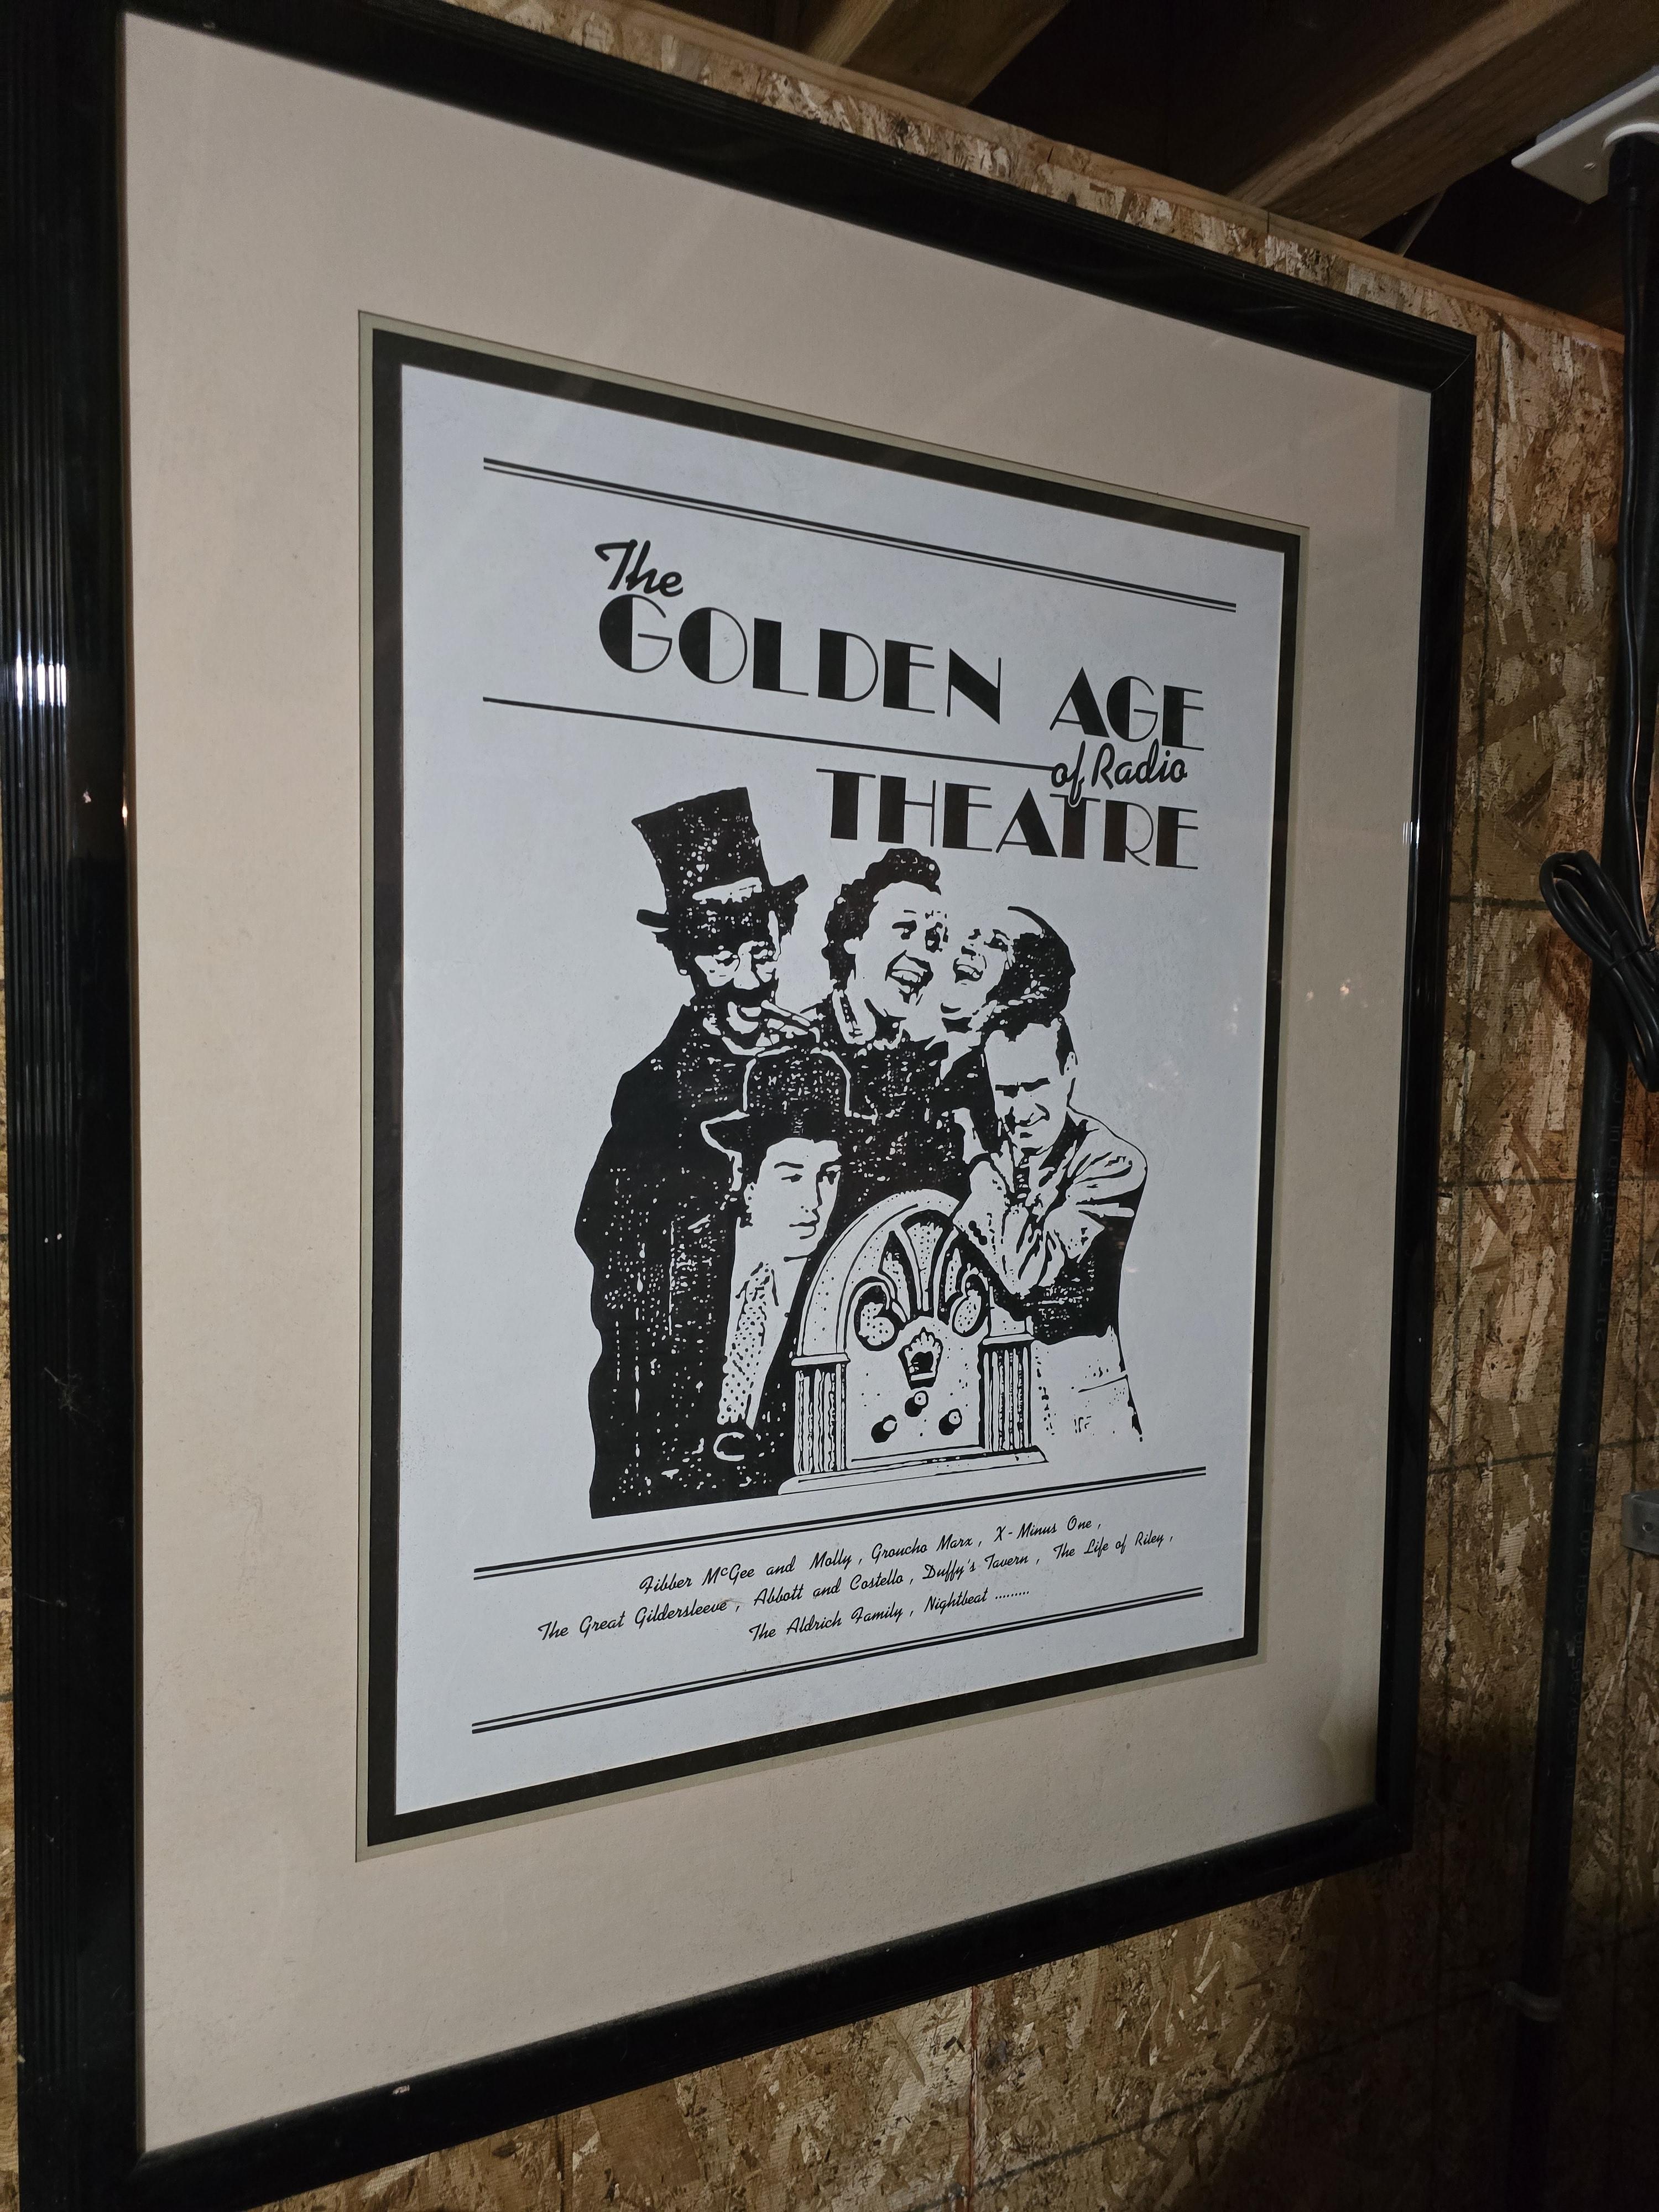 The
GOLDEN AGE
of Radio
THEATRE
Fibber McGee and Molly, Groucho Marx, X-Minus One,
The Great Gildersleeve, Abbott and Costello, Duffy's Tavern, The Life of Riley,
The Aldrich Family, Nightbeat .........